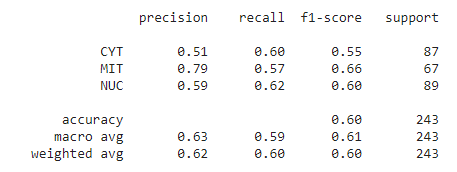 precision recall f1-score support
CYT 0.51 0.60 0.55 87
MIT 0.79 0.57 0.66 67
NUC 0.59 0.62 0.60 89
accuracy 0.60 243
macro avg 0.63 0.59 0.61 243
weighted avg 0.62 0.60 0.60 243